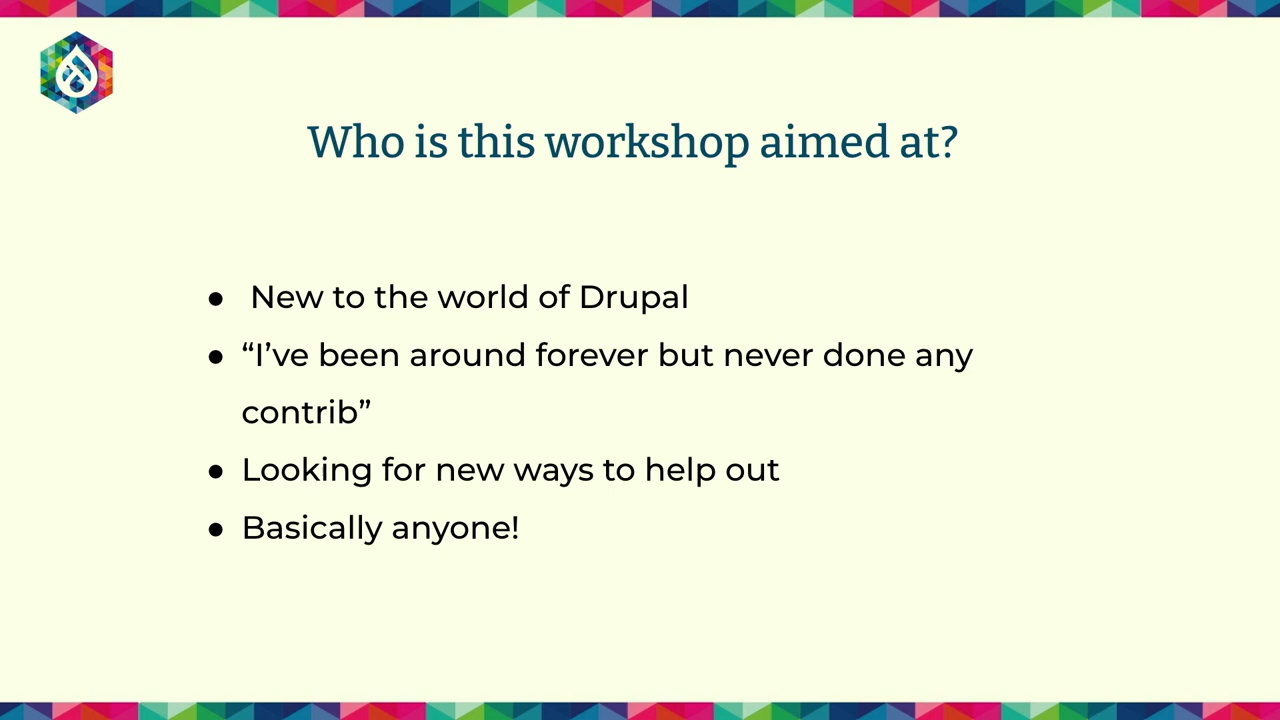 Who is this workshop aimed at?
● New to the world of Drupal
● “I’ve been around forever but never done any
contrib”
● Looking for new ways to help out
● Basically anyone!